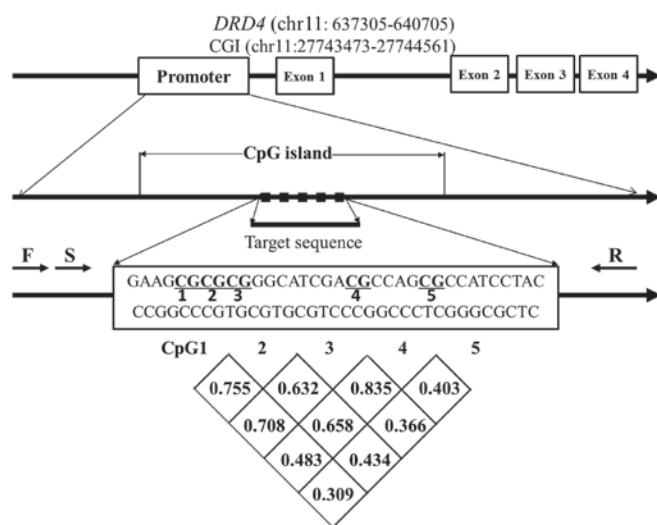 DRD4 (chr11: 637305-640705)
CGI (chr11:27743473-27744561)
Promoter Exon 1 Exon 2 Exon 3 Exon 4
CpG island
Target sequence
F S R
GAAGCGCGCGGGCATCGACGCCAGCGCCATCCTAC
1 2 3 4 5
CCGGCCCGTGCGTGCGTCCCGGCCCTCGGGCGCTC
CpG1 2 3 4 5
0.755 0.632 0.835 0.403
0.708 0.658 0.366
0.483 0.434
0.309